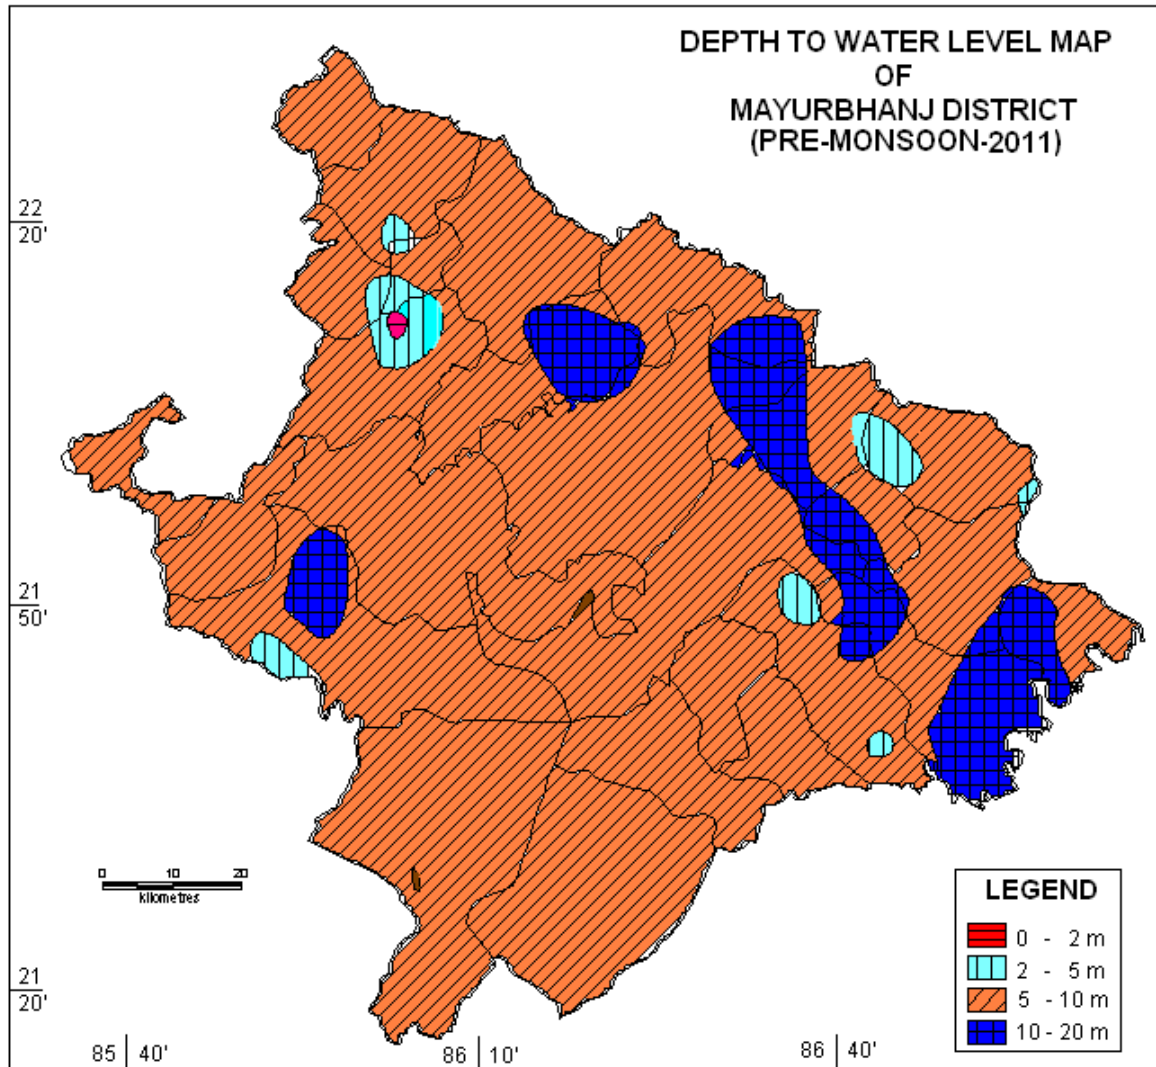 DEPTH TO WATER LEVEL MAP
OF
MAYURBHANJ DISTRICT
(PRE-MONSOON-2011)
22
20'
21
50'
21
20'
0 10 20
kilometres
85 40'
86 10'
86 40'
LEGEND
0 - 2 m
2 - 5 m
5 - 10 m
10 - 20 m